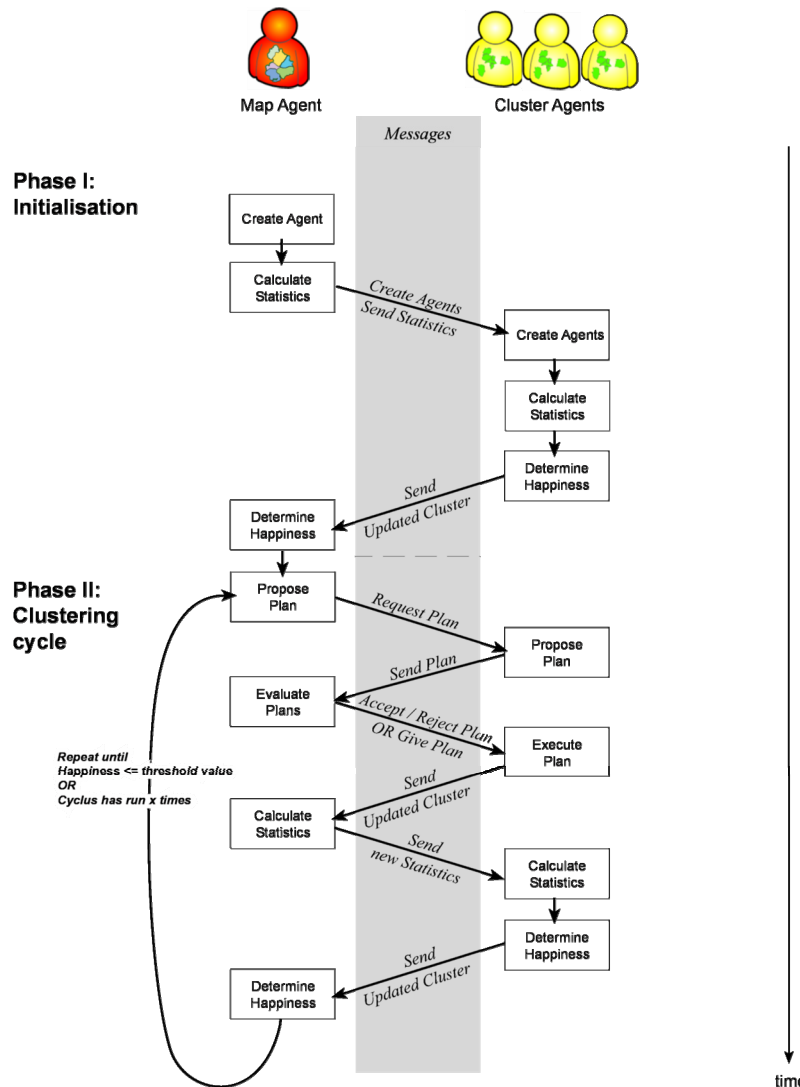 Map Agent
Cluster Agents
Messages
Phase I:
Initialisation
Create Agent
Calculate
Statistics
Create Agents
Send Statistics
Create Agents
Calculate
Statistics
Determine
Happiness
Send
Updated Cluster
Determine
Happiness
Phase II:
Clustering
cycle
Propose
Plan
Request Plan
Propose
Plan
Send Plan
Evaluate
Plans
Accept / Reject Plan
OR Give Plan
Execute
Plan
Repeat until
Happiness <= threshold value
OR
Cyclus has run x times
Send
Updated Cluster
Calculate
Statistics
Send
new Statistics
Calculate
Statistics
Determine
Happiness
Send
Updated Cluster
Determine
Happiness
time